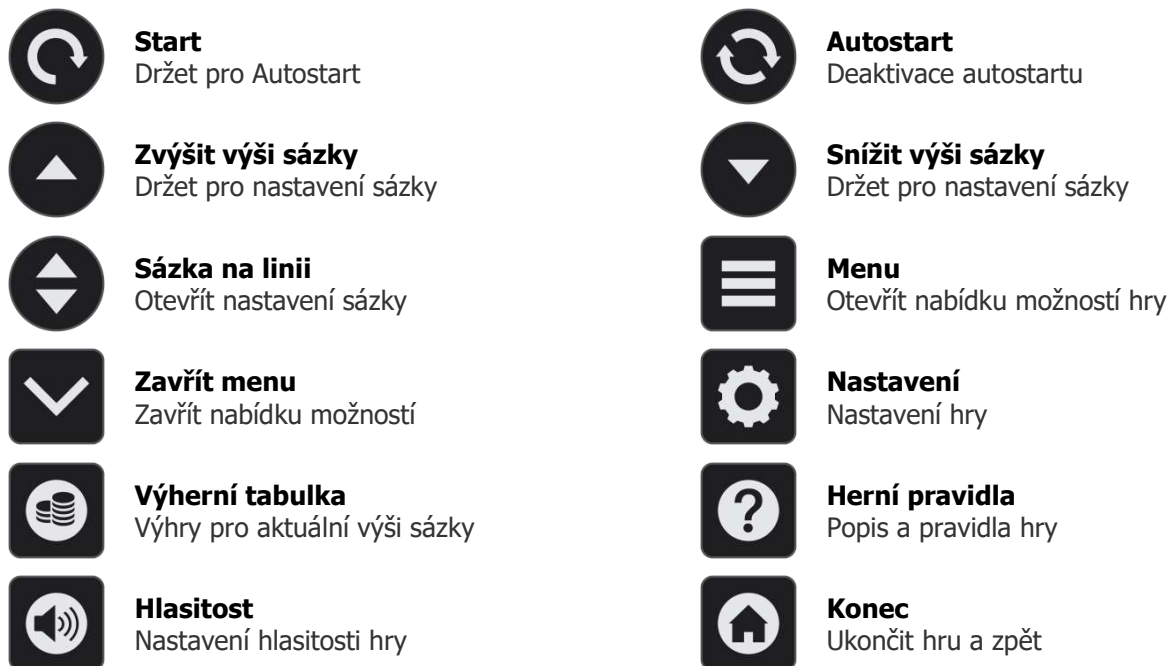 Start
Držet pro Autostart
Autostart
Deaktivace autostartu
Zvýšit výši sázky
Držet pro nastavení sázky
Snížit výši sázky
Držet pro nastavení sázky
Sázka na linii
Otevřít nastavení sázky
Menu
Otevřít nabídku možností hry
Zavřít menu
Zavřít nabídku možností
Nastavení
Nastavení hry
Výherní tabulka
Výhry pro aktuální výši sázky
Herní pravidla
Popis a pravidla hry
Hlasitost
Nastavení hlasitosti hry
Konec
Ukončit hru a zpět